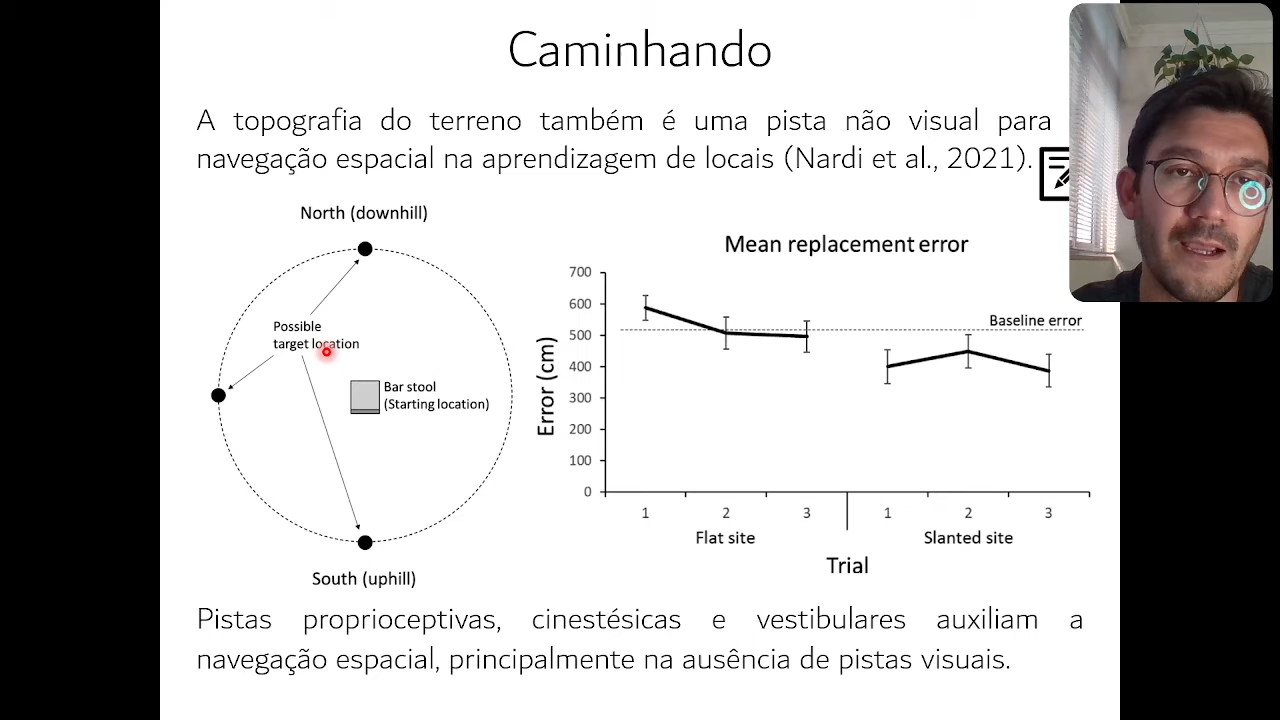 Caminhando
A topografia do terreno também é uma pista não visual para
navegação espacial na aprendizagem de locais (Nardi et al., 2021).
North (downhill)
Possible
target location
Bar stool
(Starting location)
South (uphill)
Mean replacement error
700
600
500
400
300
200
100
0
Error (cm)
Baseline error
1 2 3 1 2 3
Flat site Slanted site
Trial
Pistas proprioceptivas, cinestésicas e vestibulares auxiliam a
navegação espacial, principalmente na ausência de pistas visuais.